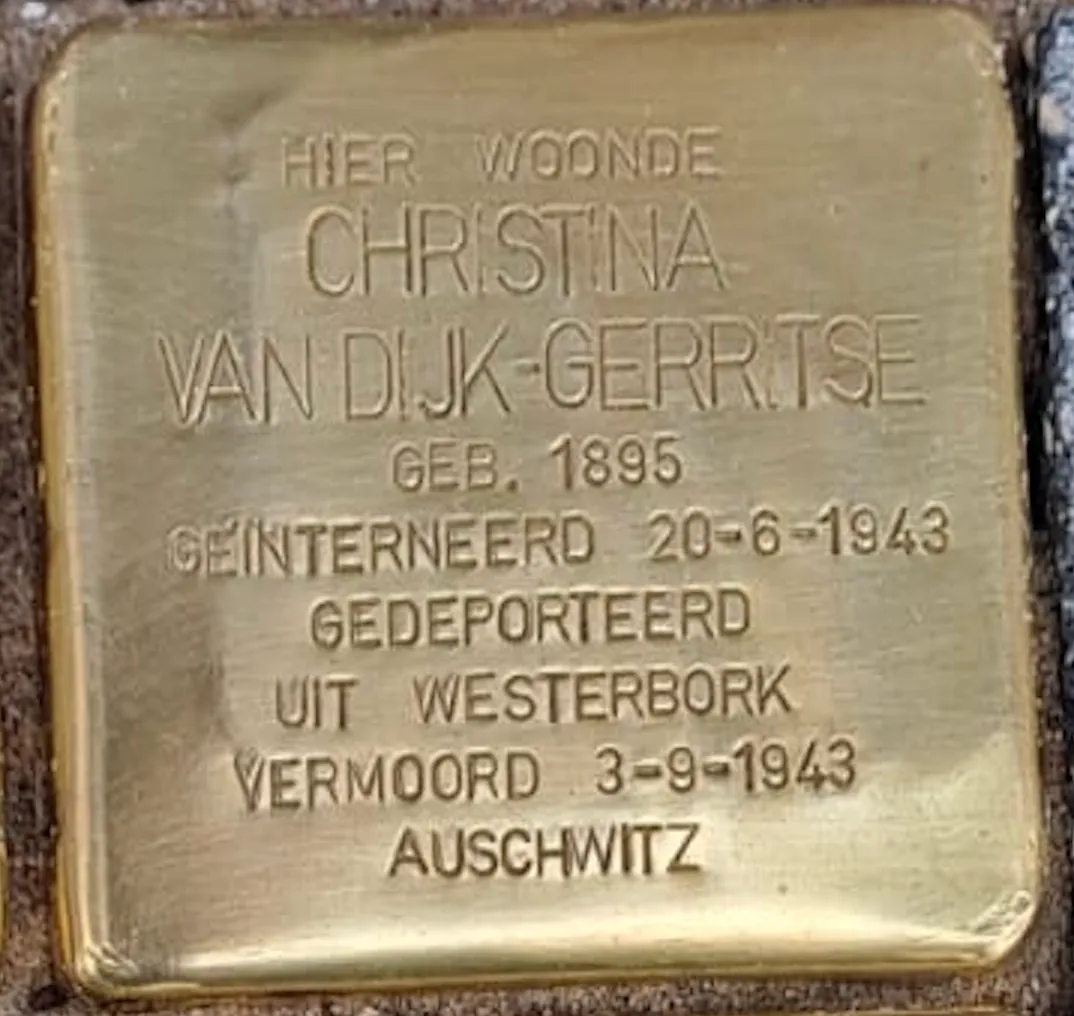 HIER WOONDE
CHRISTINA
VAN DIJK-GERRITSE
GEB. 1895
GEÏNTERNEERD 20-6-1943
GEDEPORTEERD
UIT WESTERBORK
VERMOORD 3-9-1943
AUSCHWITZ